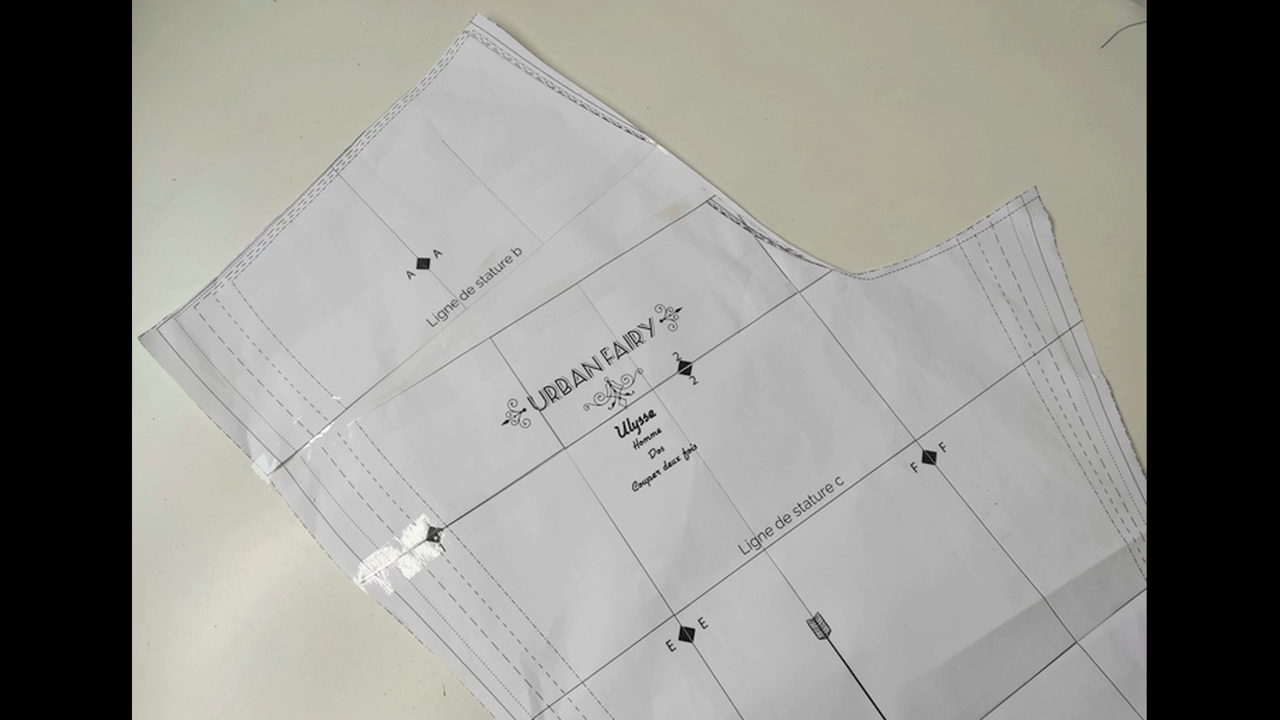 A A
Ligne de stature b
URBAN FAIRY
2
2
Ulysse
Homme
Dos
Couper deux fois
F F
Ligne de stature c
E E